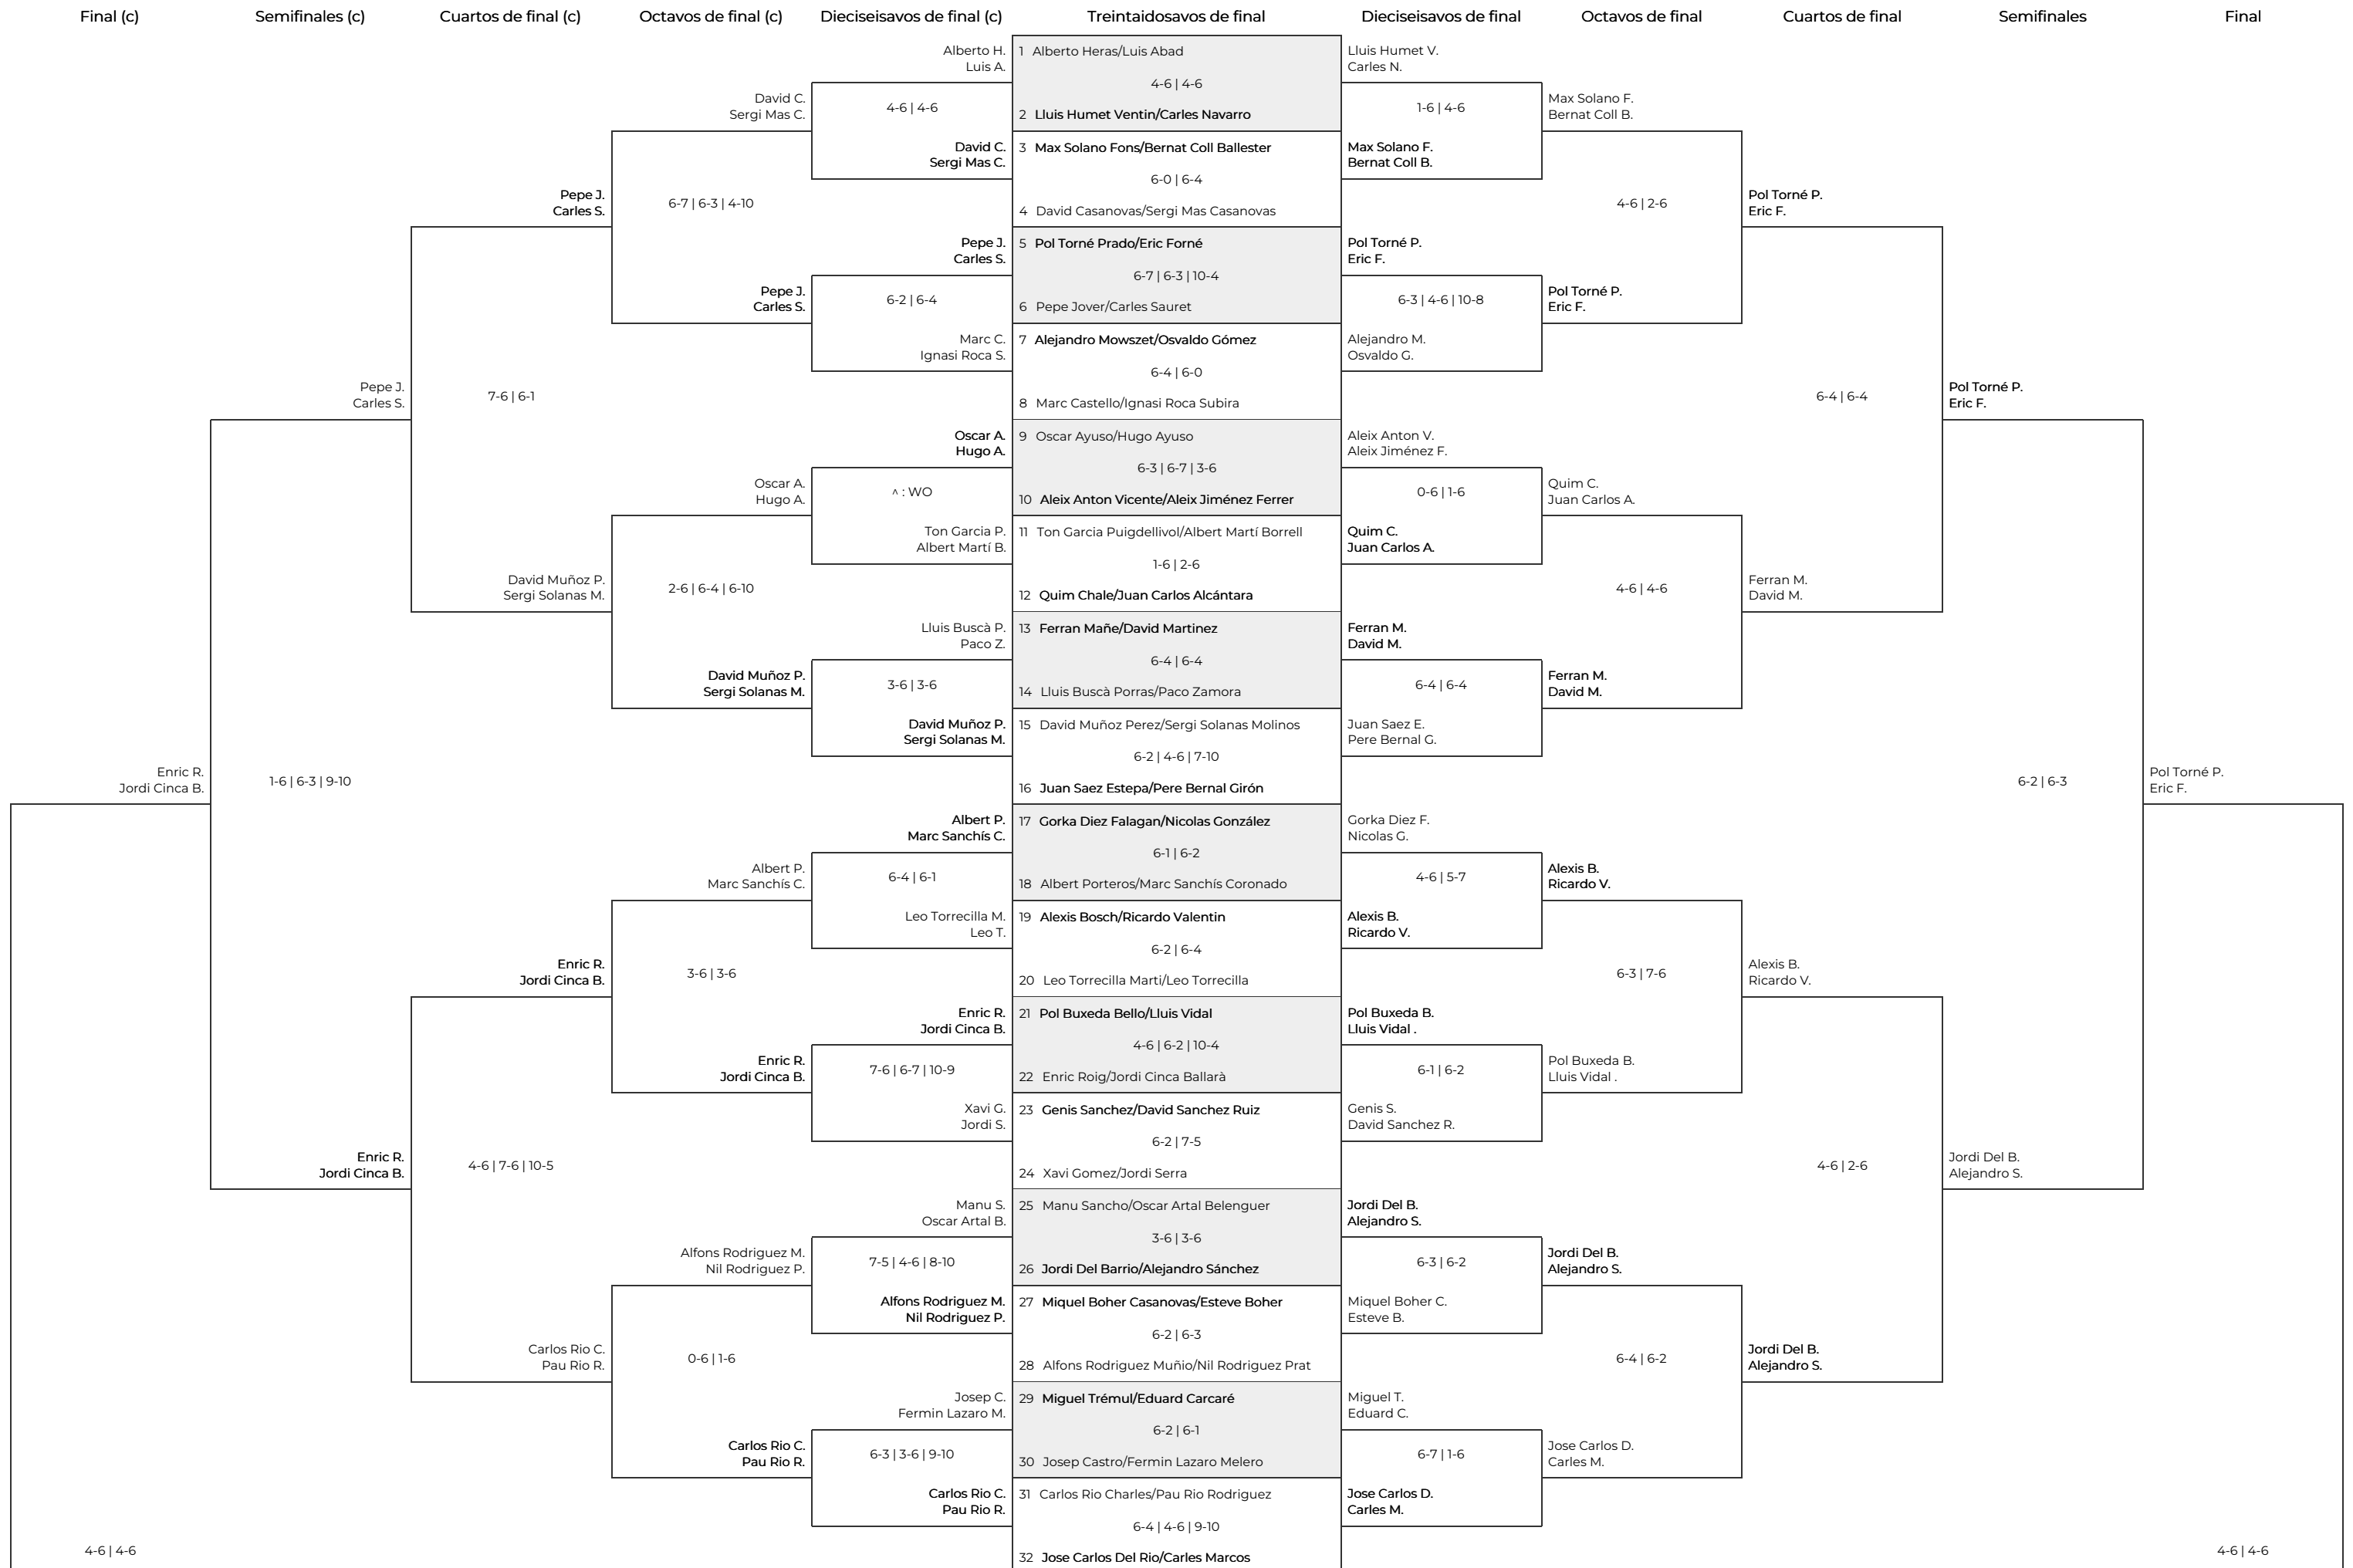 Final (c)
Semifinales (c)
Cuartos de final (c)
Octavos de final (c)
Dieciseisavos de final (c)
Treintaidosavos de final
Dieciseisavos de final
Octavos de final
Cuartos de final
Semifinales
Final
Enric R.
Jordi Cinca B.
4-6 | 4-6
Pepe J.
Carles S.
1-6 | 6-3 | 9-10
Enric R.
Jordi Cinca B.
Pepe J.
Carles S.
7-6 | 6-1
David Muñoz P.
Sergi Solanas M.
Enric R.
Jordi Cinca B.
4-6 | 7-6 | 10-5
Carlos Rio C.
Pau Rio R.
David C.
Sergi Mas C.
6-7 | 6-3 | 4-10
Pepe J.
Carles S.
Oscar A.
Hugo A.
2-6 | 6-4 | 6-10
David Muñoz P.
Sergi Solanas M.
Albert P.
Marc Sanchís C.
3-6 | 3-6
Enric R.
Jordi Cinca B.
Alfons Rodriguez M.
Nil Rodriguez P.
0-6 | 1-6
Carlos Rio C.
Pau Rio R.
Alberto H.
Luis A.
4-6 | 4-6
David C.
Sergi Mas C.
Pepe J.
Carles S.
6-2 | 6-4
Marc C.
Ignasi Roca S.
Oscar A.
Hugo A.
^ : WO
Ton Garcia P.
Albert Martí B.
Lluis Buscà P.
Paco Z.
3-6 | 3-6
David Muñoz P.
Sergi Solanas M.
Albert P.
Marc Sanchís C.
6-4 | 6-1
Leo Torrecilla M.
Leo T.
Enric R.
Jordi Cinca B.
7-6 | 6-7 | 10-9
Xavi G.
Jordi S.
Manu S.
Oscar Artal B.
7-5 | 4-6 | 8-10
Alfons Rodriguez M.
Nil Rodriguez P.
Josep C.
Fermin Lazaro M.
6-3 | 3-6 | 9-10
Carlos Rio C.
Pau Rio R.
1 Alberto Heras/Luis Abad
4-6 | 4-6
2 Lluis Humet Ventin/Carles Navarro
3 Max Solano Fons/Bernat Coll Ballester
6-0 | 6-4
4 David Casanovas/Sergi Mas Casanovas
5 Pol Torné Prado/Eric Forné
6-7 | 6-3 | 10-4
6 Pepe Jover/Carles Sauret
7 Alejandro Mowszet/Osvaldo Gómez
6-4 | 6-0
8 Marc Castello/Ignasi Roca Subira
9 Oscar Ayuso/Hugo Ayuso
6-3 | 6-7 | 3-6
10 Aleix Anton Vicente/Aleix Jiménez Ferrer
11 Ton Garcia Puigdellivol/Albert Martí Borrell
1-6 | 2-6
12 Quim Chale/Juan Carlos Alcántara
13 Ferran Mañe/David Martinez
6-4 | 6-4
14 Lluis Buscà Porras/Paco Zamora
15 David Muñoz Perez/Sergi Solanas Molinos
6-2 | 4-6 | 7-10
16 Juan Saez Estepa/Pere Bernal Girón
17 Gorka Diez Falagan/Nicolas González
6-1 | 6-2
18 Albert Porteros/Marc Sanchís Coronado
19 Alexis Bosch/Ricardo Valentin
6-2 | 6-4
20 Leo Torrecilla Marti/Leo Torrecilla
21 Pol Buxeda Bello/Lluis Vidal
4-6 | 6-2 | 10-4
22 Enric Roig/Jordi Cinca Ballarà
23 Genis Sanchez/David Sanchez Ruiz
6-2 | 7-5
24 Xavi Gomez/Jordi Serra
25 Manu Sancho/Oscar Artal Belenguer
3-6 | 3-6
26 Jordi Del Barrio/Alejandro Sánchez
27 Miquel Boher Casanovas/Esteve Boher
6-2 | 6-3
28 Alfons Rodriguez Muñio/Nil Rodriguez Prat
29 Miguel Trémul/Eduard Carcaré
6-2 | 6-1
30 Josep Castro/Fermin Lazaro Melero
31 Carlos Rio Charles/Pau Rio Rodriguez
6-4 | 4-6 | 9-10
32 Jose Carlos Del Rio/Carles Marcos
Lluis Humet V.
Carles N.
1-6 | 4-6
Max Solano F.
Bernat Coll B.
Pol Torné P.
Eric F.
6-3 | 4-6 | 10-8
Alejandro M.
Osvaldo G.
Aleix Anton V.
Aleix Jiménez F.
0-6 | 1-6
Quim C.
Juan Carlos A.
Ferran M.
David M.
6-4 | 6-4
Juan Saez E.
Pere Bernal G.
Gorka Diez F.
Nicolas G.
4-6 | 5-7
Alexis B.
Ricardo V.
Pol Buxeda B.
Lluis Vidal .
6-1 | 6-2
Genis S.
David Sanchez R.
Jordi Del B.
Alejandro S.
6-3 | 6-2
Miquel Boher C.
Esteve B.
Miguel T.
Eduard C.
6-7 | 1-6
Jose Carlos D.
Carles M.
Max Solano F.
Bernat Coll B.
4-6 | 2-6
Pol Torné P.
Eric F.
Quim C.
Juan Carlos A.
4-6 | 4-6
Ferran M.
David M.
Alexis B.
Ricardo V.
6-3 | 7-6
Pol Buxeda B.
Lluis Vidal .
Jordi Del B.
Alejandro S.
6-4 | 6-2
Jose Carlos D.
Carles M.
Pol Torné P.
Eric F.
6-4 | 6-4
Ferran M.
David M.
Alexis B.
Ricardo V.
4-6 | 2-6
Jordi Del B.
Alejandro S.
Pol Torné P.
Eric F.
6-2 | 6-3
Jordi Del B.
Alejandro S.
Pol Torné P.
Eric F.
4-6 | 4-6